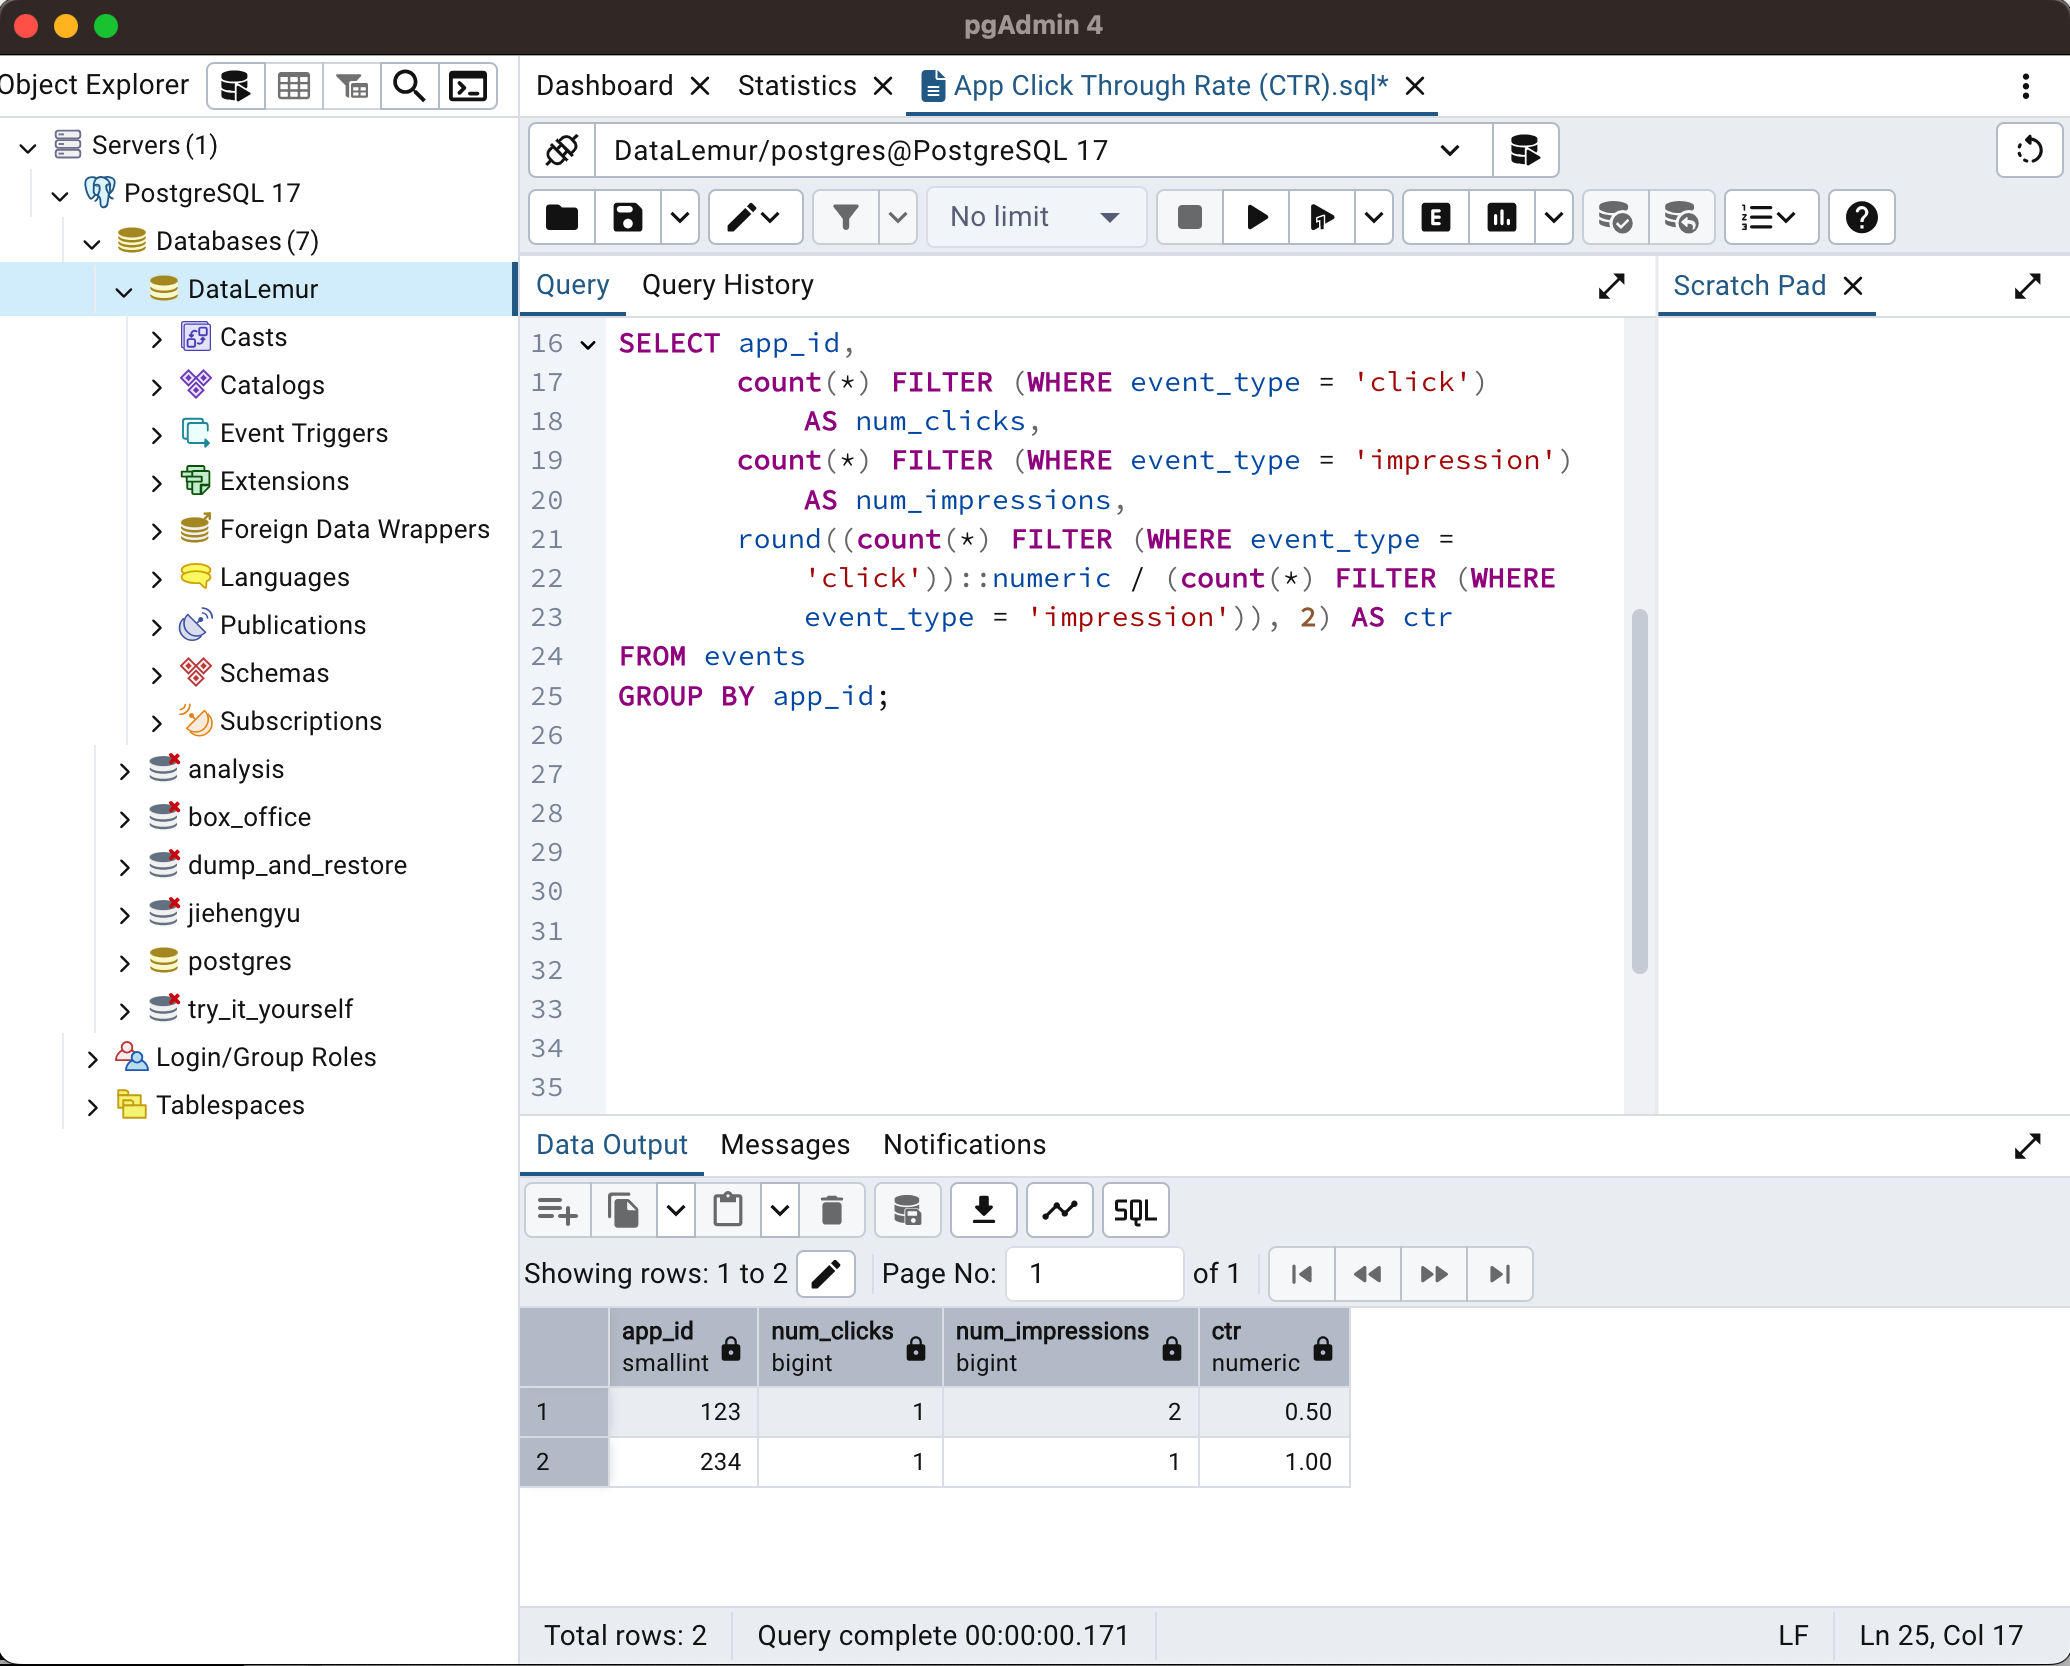 pgAdmin 4
Object Explorer
Servers (1)
PostgreSQL 17
Databases (7)
DataLemur
Casts
Catalogs
Event Triggers
Extensions
Foreign Data Wrappers
Languages
Publications
Schemas
Subscriptions
analysis
box_office
dump_and_restore
jiehengyu
postgres
try_it_yourself
Login/Group Roles
Tablespaces
Dashboard Statistics App Click Through Rate (CTR).sql*
DataLemur/postgres@PostgreSQL 17
No limit
Query Query History
Scratch Pad
16 SELECT app_id,
17 count(*) FILTER (WHERE event_type = 'click')
18 AS num_clicks,
19 count(*) FILTER (WHERE event_type = 'impression')
20 AS num_impressions,
21 round((count(*) FILTER (WHERE event_type =
22 'click'))::numeric / (count(*) FILTER (WHERE
23 event_type = 'impression')), 2) AS ctr
24 FROM events
25 GROUP BY app_id;
26
27
28
29
30
31
32
33
34
35
Data Output Messages Notifications
SQL
Showing rows: 1 to 2 Page No: 1 of 1
app_id num_clicks num_impressions ctr
smallint bigint bigint numeric
1 123 1 2 0.50
2 234 1 1 1.00
Total rows: 2 Query complete 00:00:00.171 LF Ln 25, Col 17